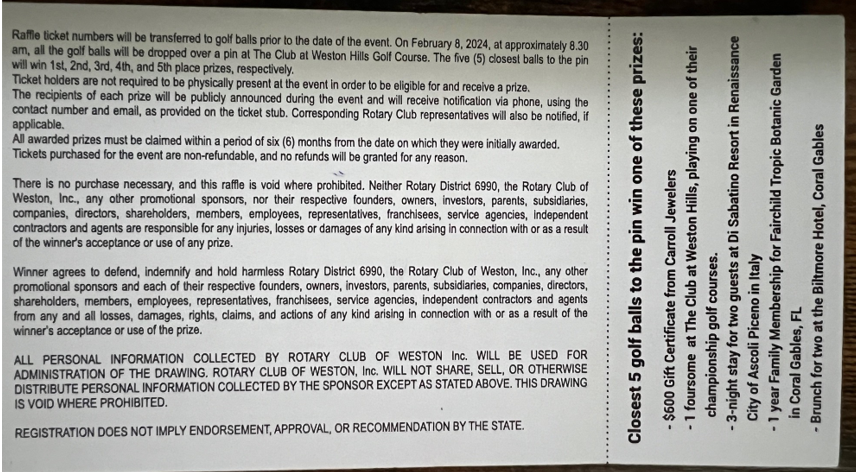 Raffle ticket numbers will be transferred to golf balls prior to the date of the event. On February 8, 2024, at approximately 8.30
am, all the golf balls will be dropped over a pin at The Club at Weston Hills Golf Course. The five (5) closest balls to the pin
will win 1st, 2nd, 3rd, 4th, and 5th place prizes, respectively.
Ticket holders are not required to be physically present at the event in order to be eligible for and receive a prize.
The recipients of each prize will be publicly announced during the event and will receive notification via phone, using the
contact number and email, as provided on the ticket stub. Corresponding Rotary Club representatives will also be notified, if
applicable.
All awarded prizes must be claimed within a period of six (6) months from the date on which they were initially awarded.
Tickets purchased for the event are non-refundable, and no refunds will be granted for any reason.
There is no purchase necessary, and this raffle is void where prohibited. Neither Rotary District 6990, the Rotary Club of
Weston, Inc., any other promotional sponsors, nor their respective founders, owners, investors, parents, subsidiaries,
companies, directors, shareholders, members, employees, representatives, franchisees, service agencies, independent
contractors and agents are responsible for any injuries, losses or damages of any kind arising in connection with or as a result
of the winner's acceptance or use of any prize.
Winner agrees to defend, indemnify and hold harmless Rotary District 6990, the Rotary Club of Weston, Inc., any other
promotional sponsors and each of their respective founders, owners, investors, parents, subsidiaries, companies, directors,
shareholders, members, employees, representatives, franchisees, service agencies, independent contractors and agents
from any and all losses, damages, rights, claims, and actions of any kind arising in connection with or as a result of the
winner's acceptance or use of the prize.
ALL PERSONAL INFORMATION COLLECTED BY ROTARY CLUB OF WESTON Inc. WILL BE USED FOR
ADMINISTRATION OF THE DRAWING. ROTARY CLUB OF WESTON, Inc. WILL NOT SHARE, SELL, OR OTHERWISE
DISTRIBUTE PERSONAL INFORMATION COLLECTED BY THE SPONSOR EXCEPT AS STATED ABOVE. THIS DRAWING
IS VOID WHERE PROHIBITED.
REGISTRATION DOES NOT IMPLY ENDORSEMENT, APPROVAL, OR RECOMMENDATION BY THE STATE.
Closest 5 golf balls to the pin win one of these prizes:
- $600 Gift Certificate from Carroll Jewelers
- 1 foursome at The Club at Weston Hills, playing on one of their
championship golf courses.
- 3-night stay for two guests at Di Sabatino Resort in Renaissance
City of Ascoli Piceno in Italy
- 1 year Family Membership for Fairchild Tropic Botanic Garden
in Coral Gables, FL
- Brunch for two at the Biltmore Hotel, Coral Gables